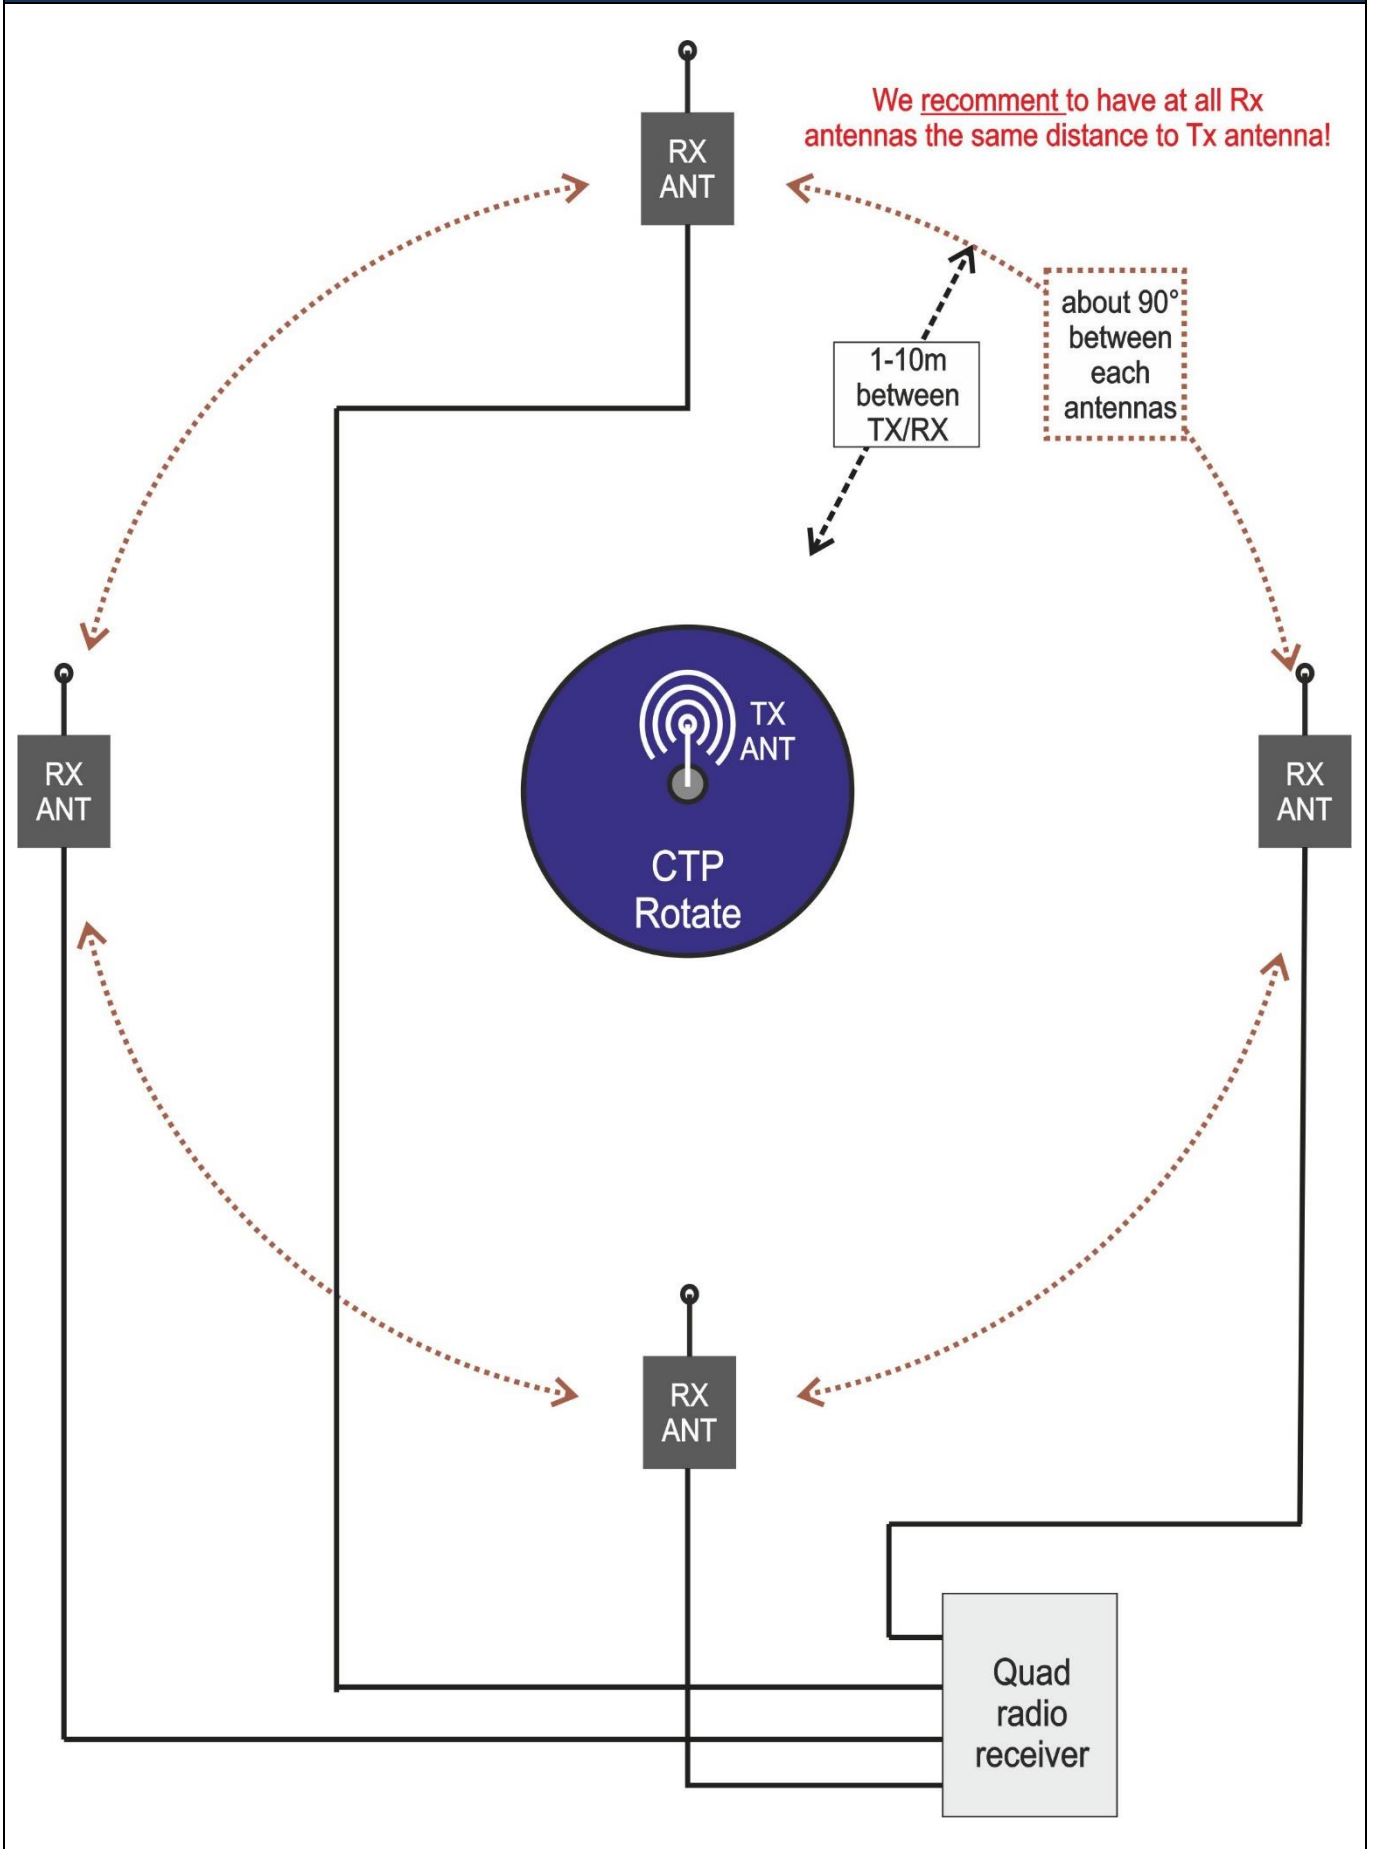 RX
ANT
We recomment to have at all Rx
antennas the same distance to Tx antenna!
about 90°
between
each
antennas
1-10m
between
TX/RX
TX
ANT
CTP
Rotate
RX
ANT
RX
ANT
RX
ANT
Quad
radio
receiver